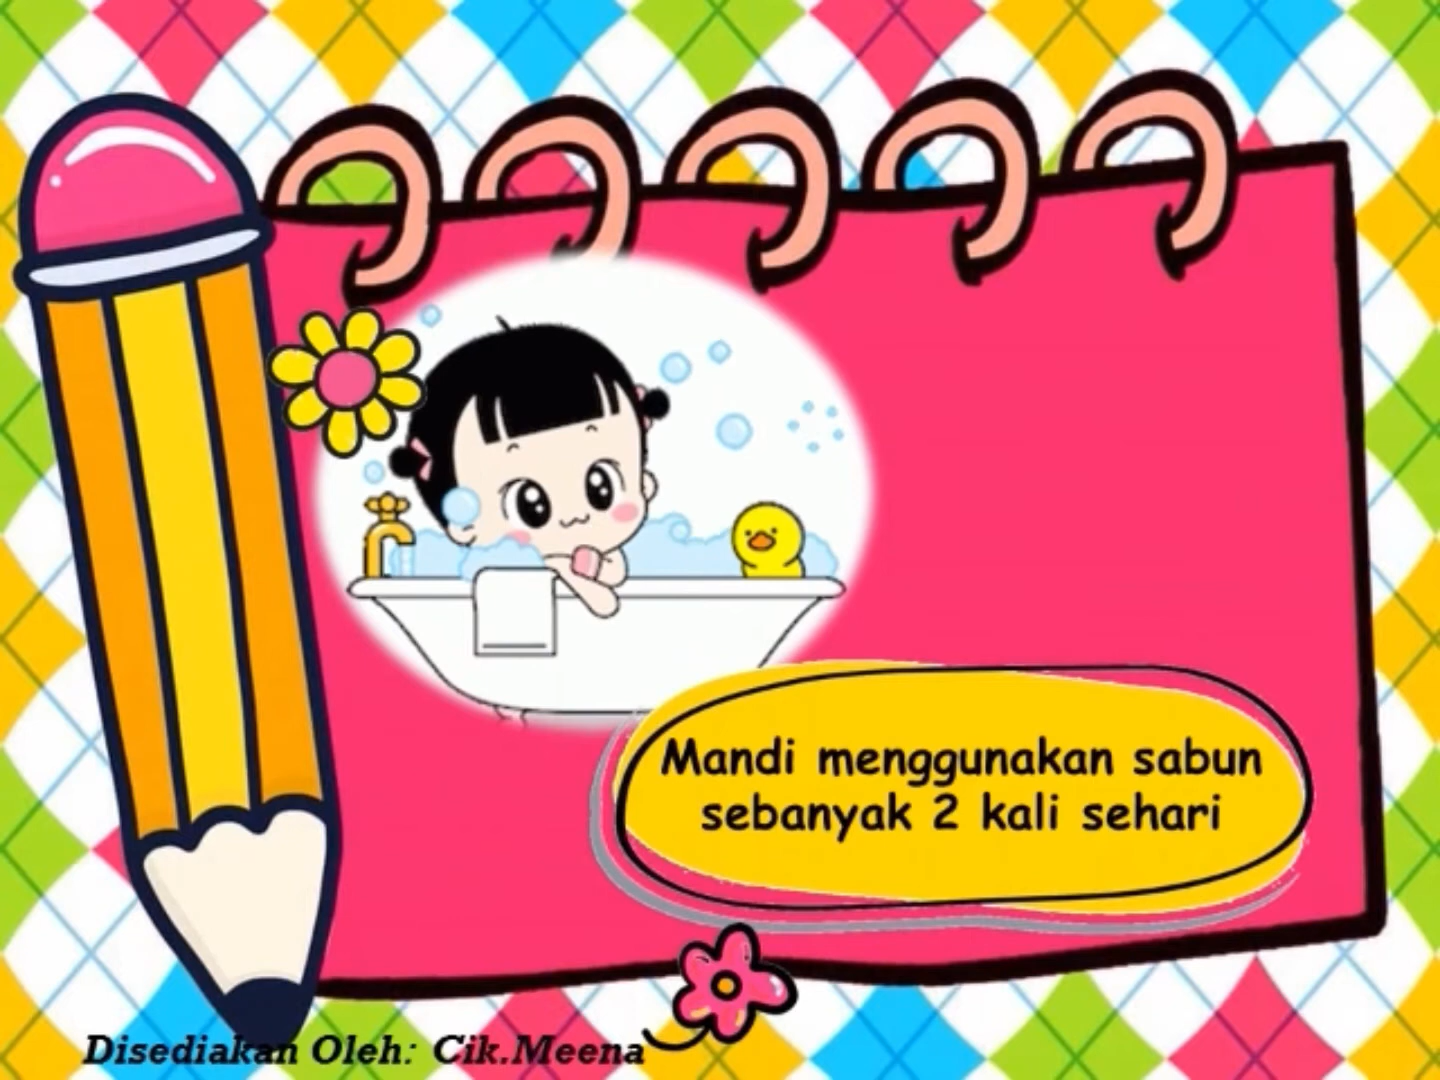 Mandi menggunakan sabun
sebanyak 2 kali sehari
Disediakan Oleh: Cik.Meena